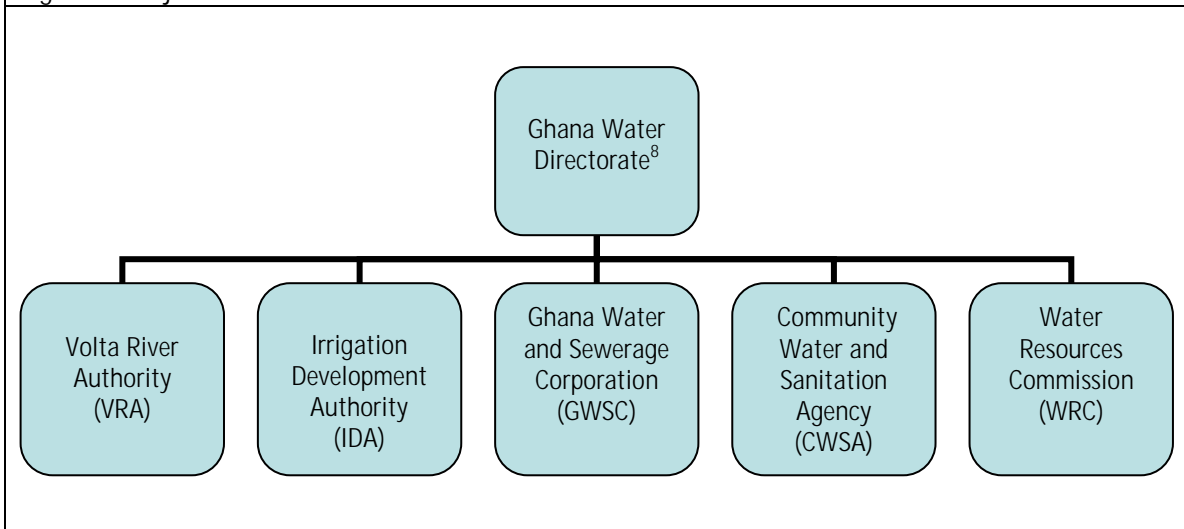 Ghana Water
Directorate8
Volta River
Authority
(VRA)
Irrigation
Development
Authority
(IDA)
Ghana Water
and Sewerage
Corporation
(GWSC)
Community
Water and
Sanitation
Agency
(CWSA)
Water
Resources
Commission
(WRC)